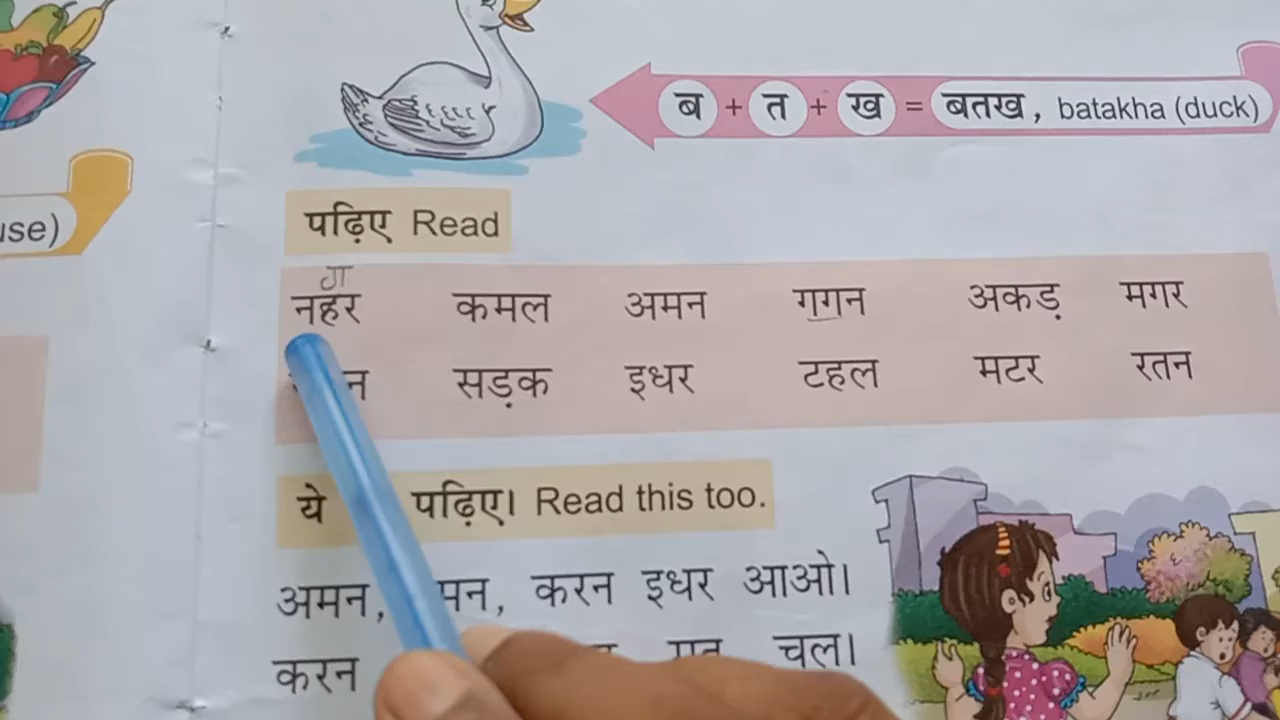 ब + त + ख = बतख, batakha (duck)
use)
पढ़िए Read
ग
नहर कमल अमन गगन अकड़ मगर
सड़क इधर टहल मटर रतन
ये पढ़िए। Read this too.
अमन, करन इधर आओ।
करन चल।